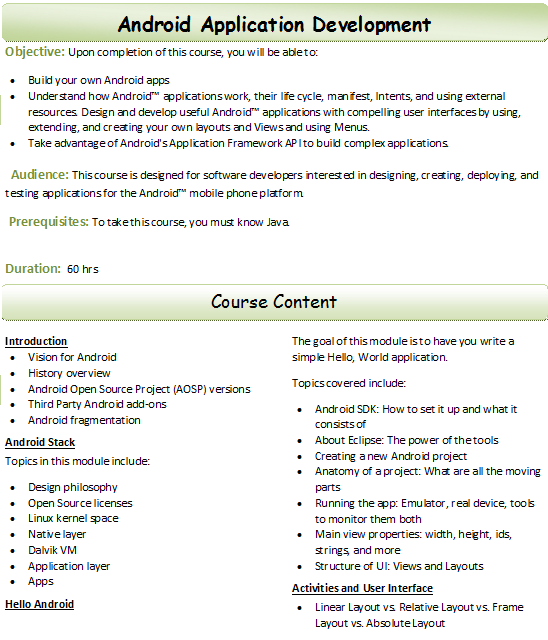 Android Application Development
Objective: Upon completion of this course, you will be able to:
• Build your own Android apps
• Understand how Android™ applications work, their life cycle, manifest, Intents, and using external
resources. Design and develop useful Android™ applications with compelling user interfaces by using,
extending, and creating your own layouts and Views and using Menus.
• Take advantage of Android's Application Framework API to build complex applications.
Audience: This course is designed for software developers interested in designing, creating, deploying, and
testing applications for the Android™ mobile phone platform.
Prerequisites: To take this course, you must know Java.
Duration: 60 hrs
Course Content
Introduction
• Vision for Android
• History overview
• Android Open Source Project (AOSP) versions
• Third Party Android add-ons
• Android fragmentation
Android Stack
Topics in this module include:
• Design philosophy
• Open Source licenses
• Linux kernel space
• Native layer
• Dalvik VM
• Application layer
• Apps
Hello Android
The goal of this module is to have you write a
simple Hello, World application.
Topics covered include:
• Android SDK: How to set it up and what it
consists of
• About Eclipse: The power of the tools
• Creating a new Android project
• Anatomy of a project: What are all the moving
parts
• Running the app: Emulator, real device, tools
to monitor them both
• Main view properties: width, height, ids,
strings, and more
• Structure of UI: Views and Layouts
Activities and User Interface
• Linear Layout vs. Relative Layout vs. Frame
Layout vs. Absolute Layout